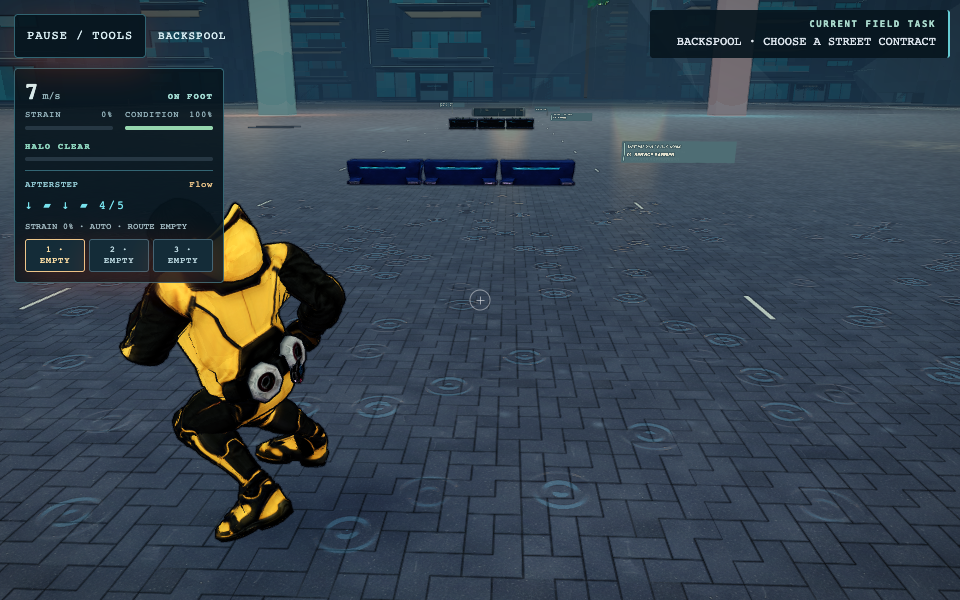 PAUSE / TOOLS
BACKSPOOL
CURRENT FIELD TASK
BACKSPOOL • CHOOSE A STREET CONTRACT
7 m/s
ON FOOT
STRAIN 0%
CONDITION 100%
HALO CLEAR
AFTERSTEP
Flow
↓ ▰ ↓ ▰ 4/5
STRAIN 0% · AUTO · ROUTE EMPTY
1 · EMPTY
2 · EMPTY
3 · EMPTY